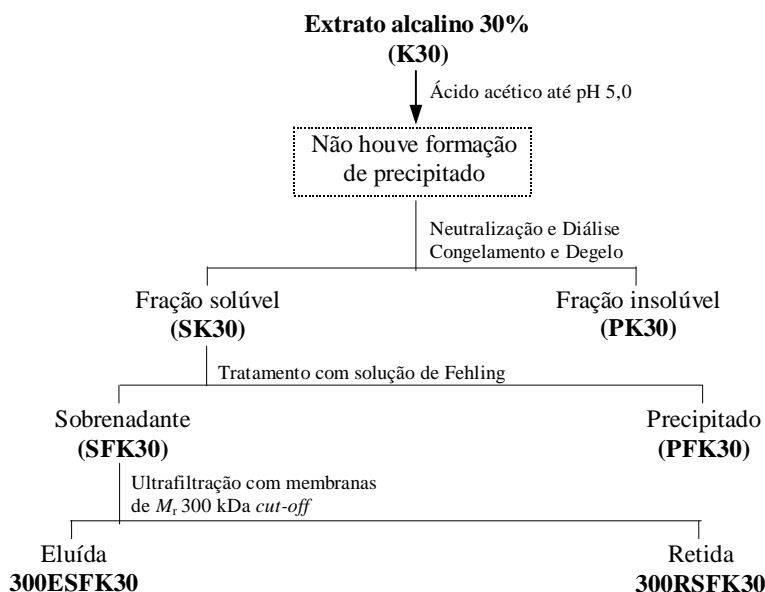 Extrato alcalino 30%
(K30)
Ácido acético até pH 5,0
Não houve formação
de precipitado
Neutralização e Diálise
Congelamento e Degelo
Fração solúvel
(SK30)
Fração insolúvel
(PK30)
Tratamento com solução de Fehling
Sobrenadante
(SFK30)
Precipitado
(PFK30)
Ultrafiltração com membranas
de Mr 300 kDa cut-off
Eluída
300ESFK30
Retida
300RSFK30